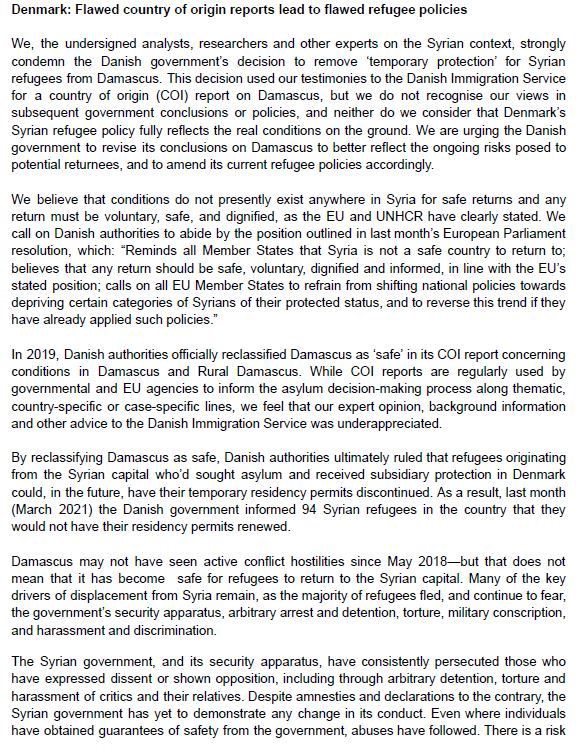 Denmark: Flawed country of origin reports lead to flawed refugee policies
We, the undersigned analysts, researchers and other experts on the Syrian context, strongly
condemn the Danish government's decision to remove 'temporary protection' for Syrian
refugees from Damascus. This decision used our testimonies to the Danish Immigration Service
for a country of origin (COI) report on Damascus, but we do not recognise our views in
subsequent government conclusions or policies, and neither do we consider that Denmark's
Syrian refugee policy fully reflects the real conditions on the ground. We are urging the Danish
government to revise its conclusions on Damascus to better reflect the ongoing risks posed to
potential returnees, and to amend its current refugee policies accordingly.
We believe that conditions do not presently exist anywhere in Syria for safe returns and any
return must be voluntary, safe, and dignified, as the EU and UNHCR have clearly stated. We
call on Danish authorities to abide by the position outlined in last month's European Parliament
resolution, which: “Reminds all Member States that Syria is not a safe country to return to;
believes that any return should be safe, voluntary, dignified and informed, in line with the EU's
stated position; calls on all EU Member States to refrain from shifting national policies towards
depriving certain categories of Syrians of their protected status, and to reverse this trend if they
have already applied such policies.”
In 2019, Danish authorities officially reclassified Damascus as 'safe' in its COI report concerning
conditions in Damascus and Rural Damascus. While COI reports are regularly used by
governmental and EU agencies to inform the asylum decision-making process along thematic,
country-specific or case-specific lines, we feel that our expert opinion, background information
and other advice to the Danish Immigration Service was underappreciated.
By reclassifying Damascus as safe, Danish authorities ultimately ruled that refugees originating
from the Syrian capital who'd sought asylum and received subsidiary protection in Denmark
could, in the future, have their temporary residency permits discontinued. As a result, last month
(March 2021) the Danish government informed 94 Syrian refugees in the country that they
would not have their residency permits renewed.
Damascus may not have seen active conflict hostilities since May 2018—but that does not
mean that it has become safe for refugees to return to the Syrian capital. Many of the key
drivers of displacement from Syria remain, as the majority of refugees fled, and continue to fear,
the government's security apparatus, arbitrary arrest and detention, torture, military conscription,
and harassment and discrimination.
The Syrian government, and its security apparatus, have consistently persecuted those who
have expressed dissent or shown opposition, including through arbitrary detention, torture and
harassment of critics and their relatives. Despite amnesties and declarations to the contrary, the
Syrian government has yet to demonstrate any change in its conduct. Even where individuals
have obtained guarantees of safety from the government, abuses have followed. There is a risk